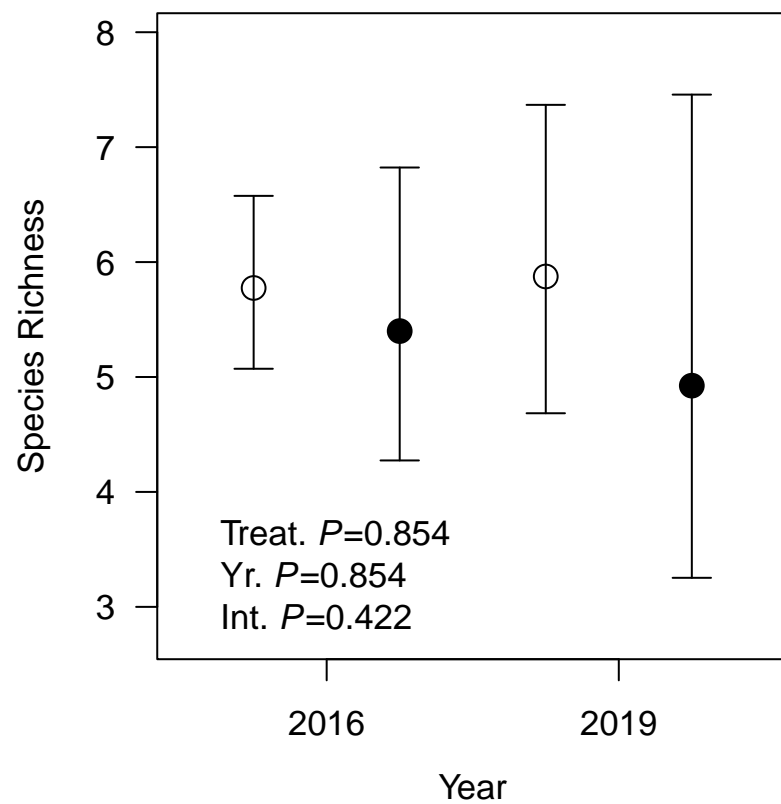 8
7
6
5
4
3
Species Richness
Treat. P=0.854
Yr. P=0.854
Int. P=0.422
2016
2019
Year